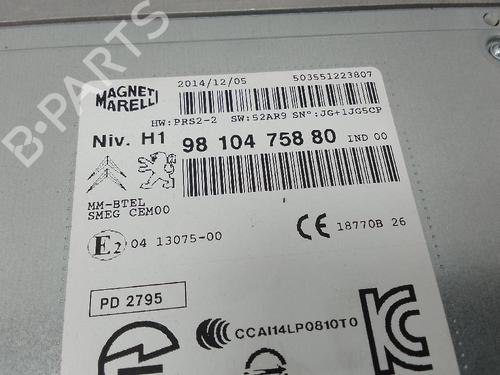 MAGNETI
MARELLI
2014/12/05
503551223807
HW:PRS2-2 SW:52AR9 SN°:JG+1JG5CP
Niv. H1 98 104 758 80 IND 00
MM-BTEL
SMEG CEM00
E2 04 13075-00
CE 18770B 26
PD 2795
CCAI14LP0810T0
B-PARTS